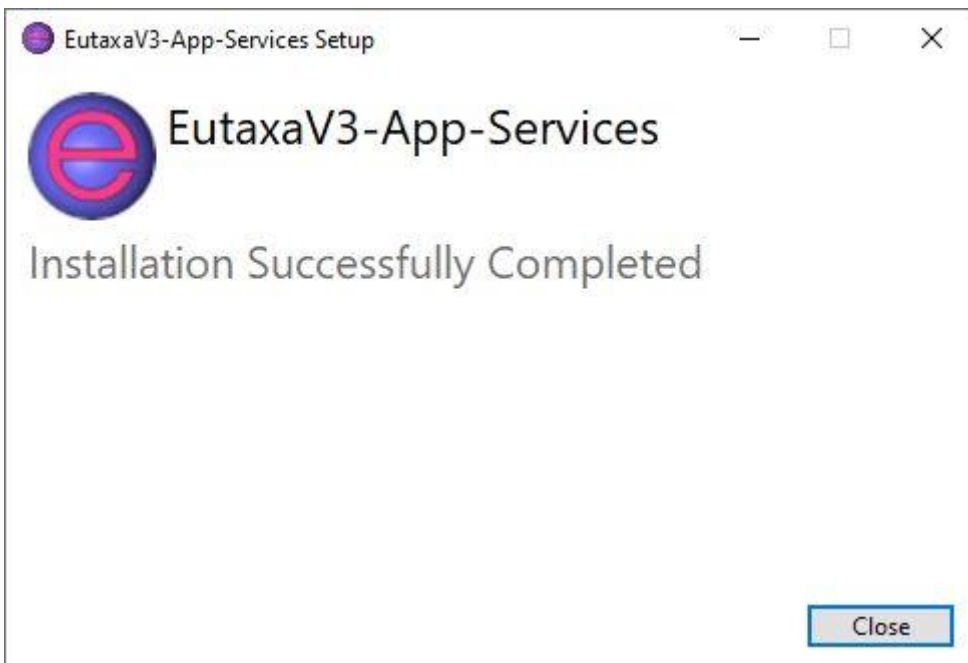 EutaxaV3-App-Services Setup
EutaxaV3-App-Services
Installation Successfully Completed
Close